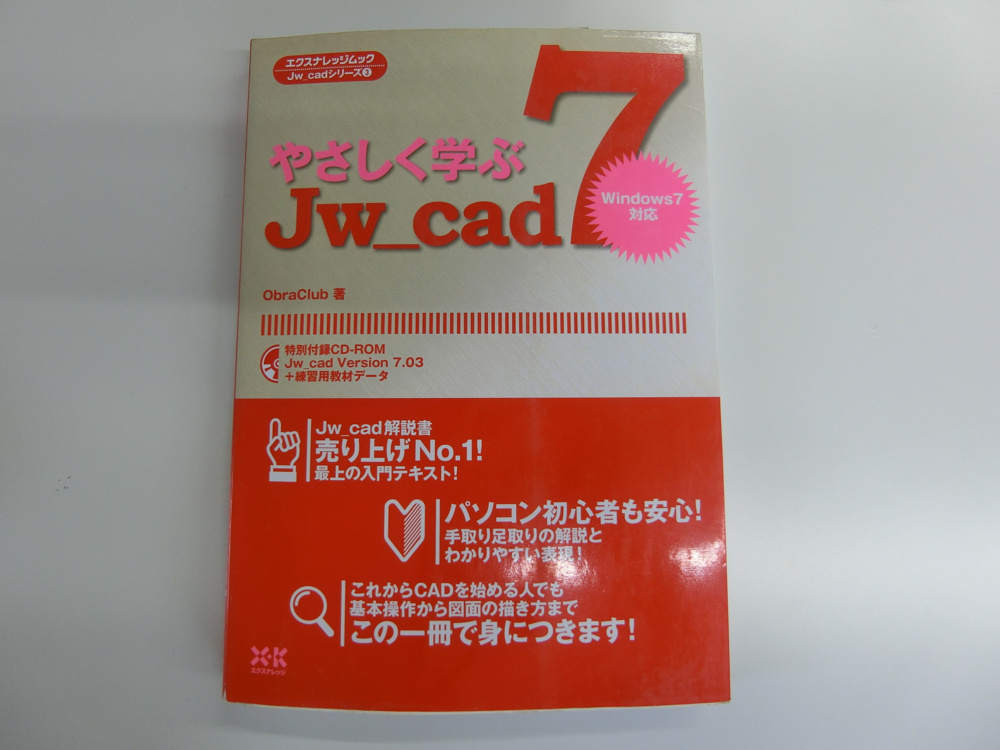 エクスナレッジムック
Jw_cadシリーズ3
やさしく学ぶ
Jw_cad 7
Windows7
対応
ObraClub 著
特別付録CD-ROM
Jw_cad Version 7.03
+練習用教材データ
Jw_cad解説書
売り上げNo.1!
最上の入門テキスト!
パソコン初心者も安心!
手取り足取りの解説と
わかりやすい表現!
これからCADを始める人でも
基本操作から図面の描き方まで
この一冊で身につきます!
X・K
エクスナレッジ